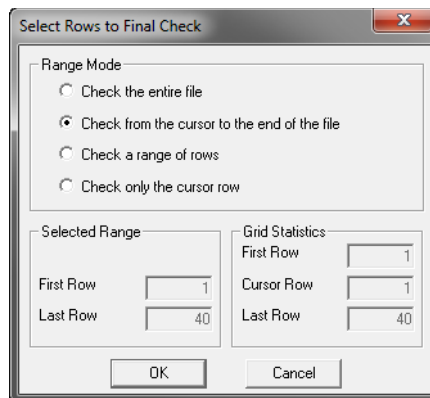 Select Rows to Final Check
Range Mode
Check the entire file
Check from the cursor to the end of the file
Check a range of rows
Check only the cursor row
Selected Range
First Row 1
Last Row 40
Grid Statistics
First Row 1
Cursor Row 1
Last Row 40
OK
Cancel